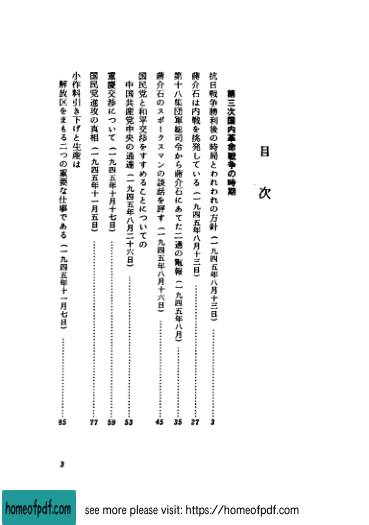 目次
第三次国内革命戦争の時期
抗日戦争勝利後の時局とわれわれの方針（一九四五年八月十三日）……3
蔣介石は内戦を挑発している（一九四五年八月十三日）……27
第十八集団軍総司令から蔣介石にあてた二通の電報（一九四五年八月）……35
蔣介石のスポークスマンの談話を評す（一九四五年八月十六日）……45
国民党と和平交渉をすすめることについての
中国共産党中央の通達（一九四五年八月二十六日）……53
重慶交渉について（一九四五年十月十七日）……59
国民党進攻の真相（一九四五年十一月五日）……77
小作料引き下げと生産は
解放区をまもる二つの重要な仕事である（一九四五年十一月七日）……85
3
homeofpdf.com
see more please visit: https://homeofpdf.com